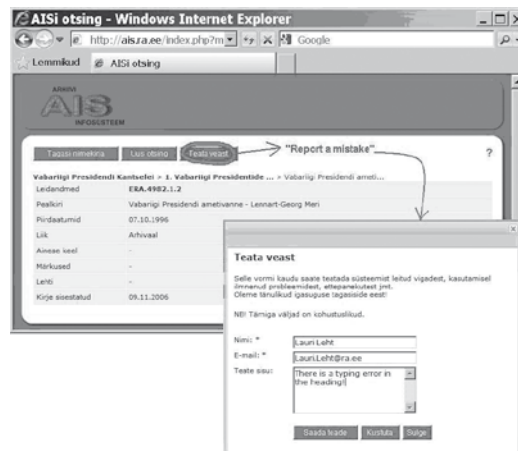 AISi otsing - Windows Internet Explorer
http://ais.ra.ee/index.php?m
Google
Lemmikud
AISi otsing
ARHIIVI
AIS
INFOSÜSTEEM
Tagasi nimekirja
Uus otsing
Teata veast
"Report a mistake"
?
Vabariigi Presidendi Kantselei > 1. Vabariigi Presidentide ... > Vabariigi Presidendi ameti...
Leidandmed ERA.4982.1.2
Pealkiri Vabariigi Presidendi ametivanne - Lennart-Georg Meri
Piirdaatumid 07.10.1996
Liik Arhivaal
Ainese keel -
Märkused -
Lehti -
Kirje sisestatud 09.11.2006
Teata veast
Selle vormi kaudu saate teatada süsteemist leitud vigadest, kasutamisel
ilmnenud probleemidest, ettepanekutest jmt.
Oleme tänulikud igasuguse tagasiside eest!
NB! Tärniga väljad on kohustuslikud.
Nimi: * Lauri Leht
E-mail: * Lauri.Leht@ra.ee
Teate sisu: There is a typing error in
the heading!
Saada teade
Kustuta
Sulge